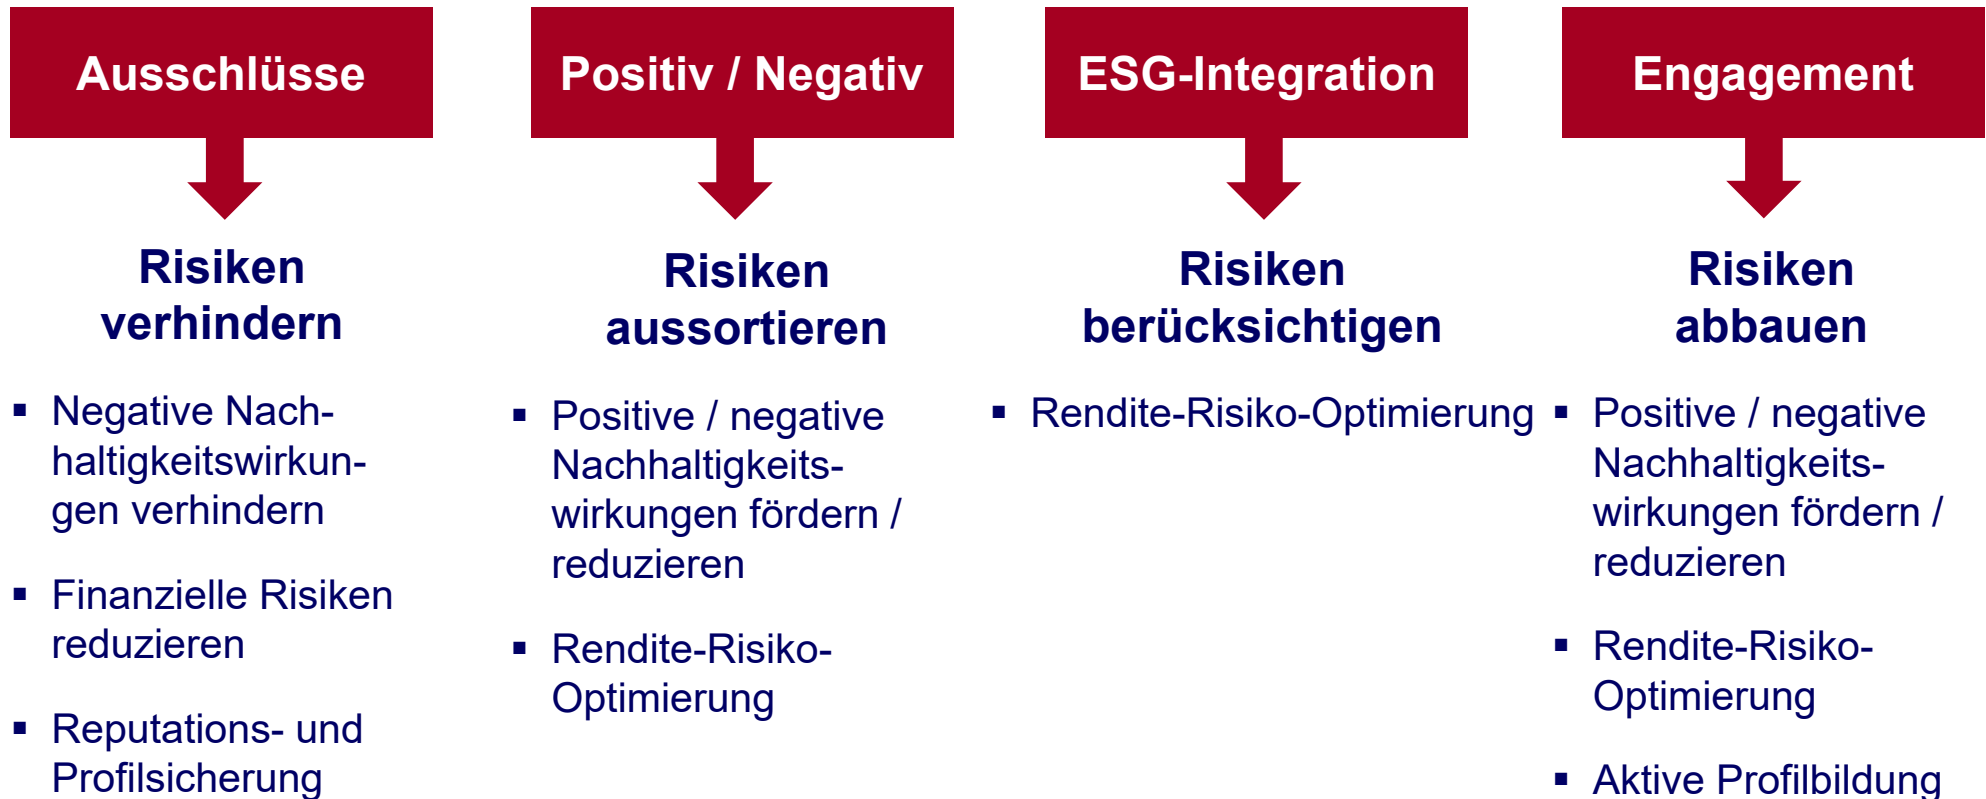 Ausschlüsse
Risiken
verhindern
▪ Negative Nach-
haltigkeitswirkun-
gen verhindern
▪ Finanzielle Risiken
reduzieren
▪ Reputations- und
Profilsicherung
Positiv / Negativ
Risiken
aussortieren
▪ Positive / negative
Nachhaltigkeits-
wirkungen fördern /
reduzieren
▪ Rendite-Risiko-
Optimierung
ESG-Integration
Risiken
berücksichtigen
▪ Rendite-Risiko-Optimierung
Engagement
Risiken
abbauen
▪ Positive / negative
Nachhaltigkeits-
wirkungen fördern /
reduzieren
▪ Rendite-Risiko-
Optimierung
▪ Aktive Profilbildung